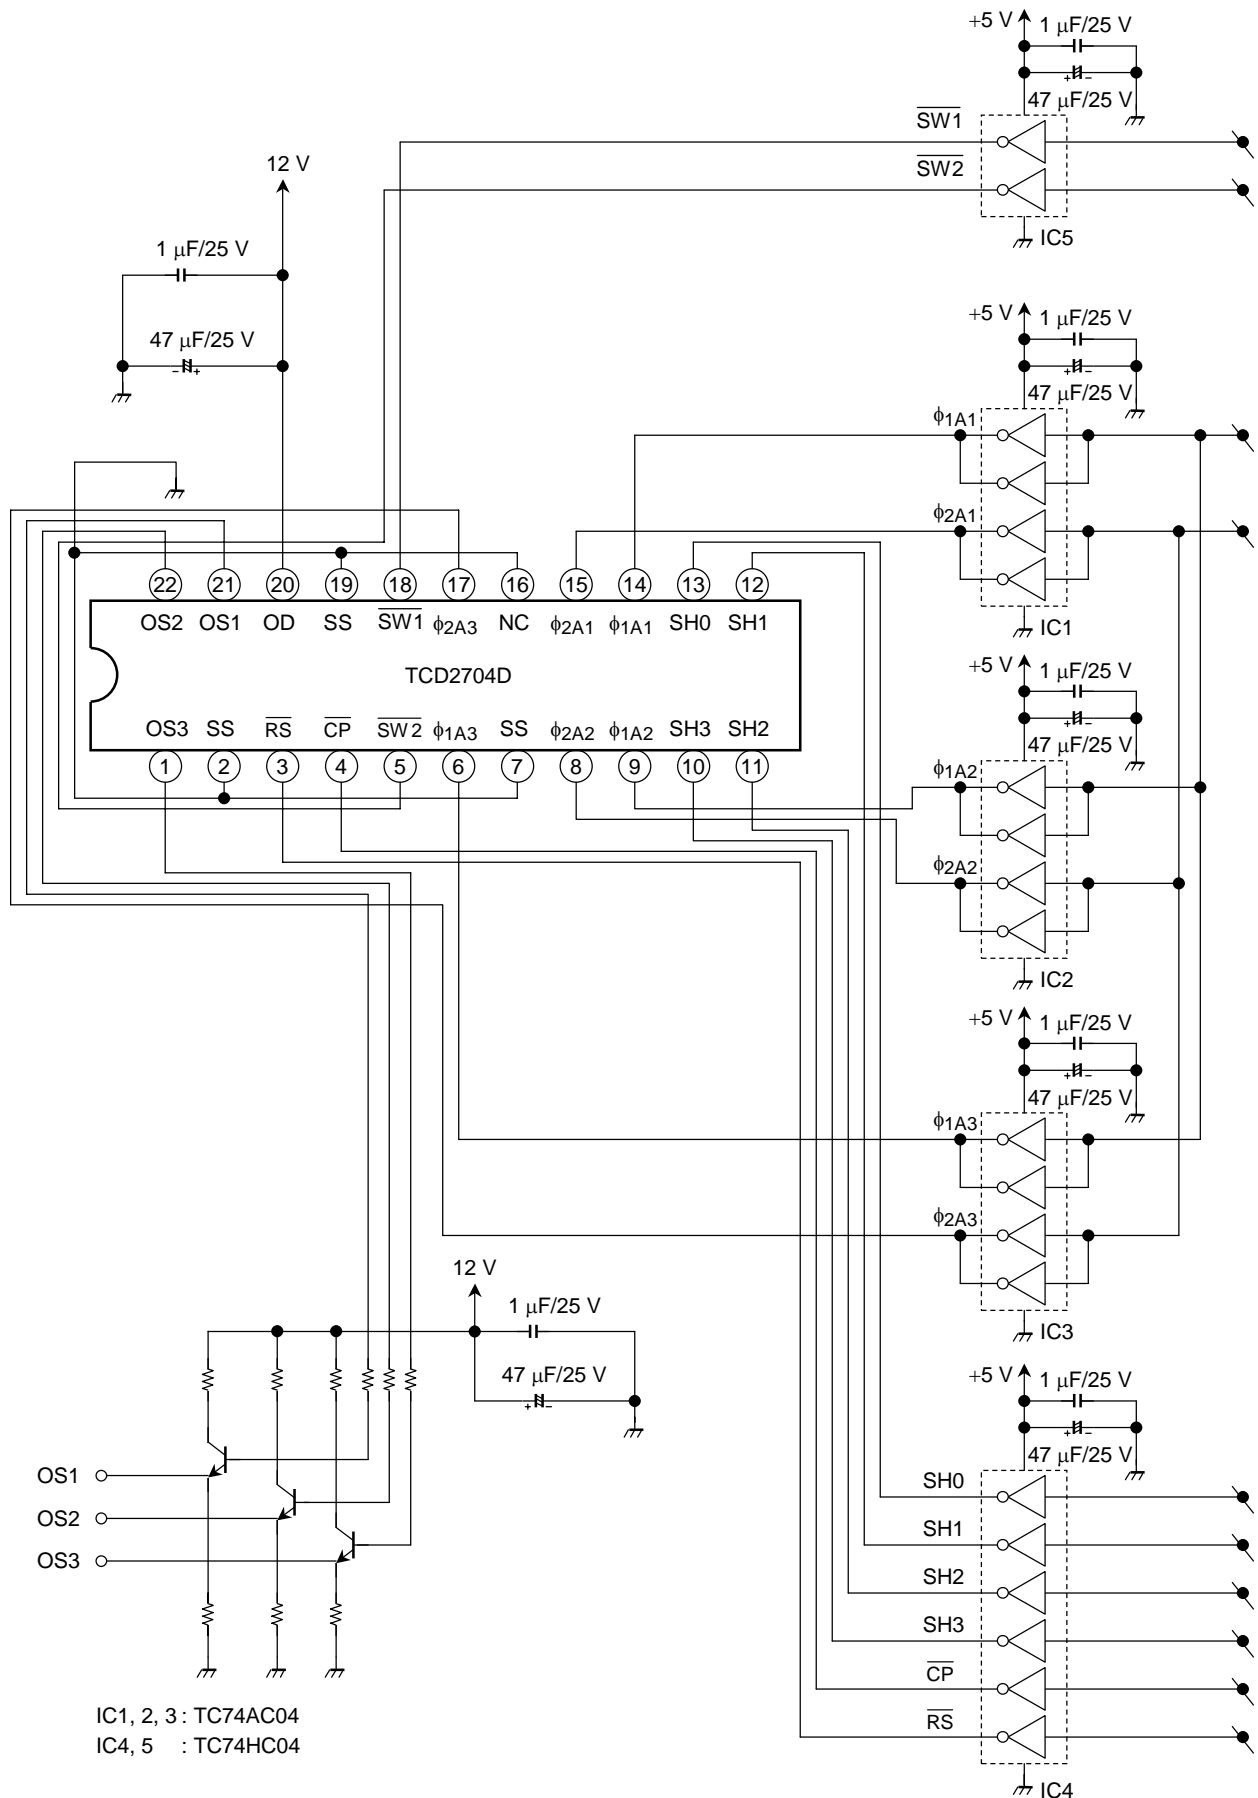 +5 V
1 μF/25 V
47 μF/25 V
SW1
SW2
IC5
12 V
1 μF/25 V
47 μF/25 V
+5 V
1 μF/25 V
47 μF/25 V
ϕ1A1
ϕ2A1
IC1
22 21 20 19 18 17 16 15 14 13 12
OS2 OS1 OD SS SW1 ϕ2A3 NC ϕ2A1 ϕ1A1 SH0 SH1
TCD2704D
OS3 SS RS CP SW2 ϕ1A3 SS ϕ2A2 ϕ1A2 SH3 SH2
1 2 3 4 5 6 7 8 9 10 11
+5 V
1 μF/25 V
47 μF/25 V
ϕ1A2
ϕ2A2
IC2
+5 V
1 μF/25 V
47 μF/25 V
ϕ1A3
ϕ2A3
IC3
12 V
1 μF/25 V
47 μF/25 V
OS1
OS2
OS3
+5 V
1 μF/25 V
47 μF/25 V
SH0
SH1
SH2
SH3
CP
RS
IC4
IC1, 2, 3 : TC74AC04
IC4, 5 : TC74HC04